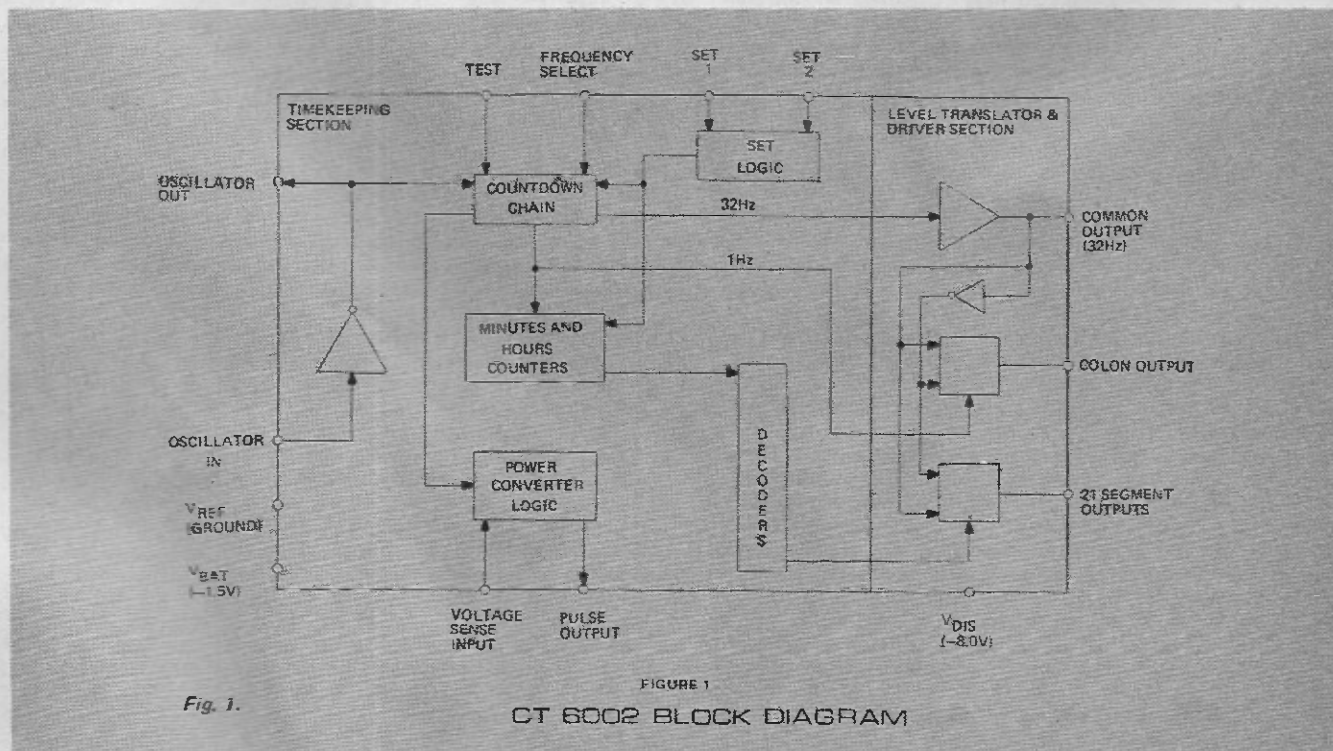 TEST
FREQUENCY
SELECT
SET
1
SET
2
TIMEKEEPING
SECTION
LEVEL TRANSLATOR &
DRIVER SECTION
SET
LOGIC
OSCILLATOR
OUT
COUNTDOWN
CHAIN
32Hz
COMMON
OUTPUT
(32Hz)
1Hz
MINUTES AND
HOURS
COUNTERS
COLON OUTPUT
DECODERS
OSCILLATOR
IN
POWER
CONVERTER
LOGIC
21 SEGMENT
OUTPUTS
VREF
(GROUND)
VBAT
(–1.5V)
VOLTAGE
SENSE
INPUT
PULSE
OUTPUT
VDIS
(–8.0V)
FIGURE 1
Fig. 1.
CT 6002 BLOCK DIAGRAM